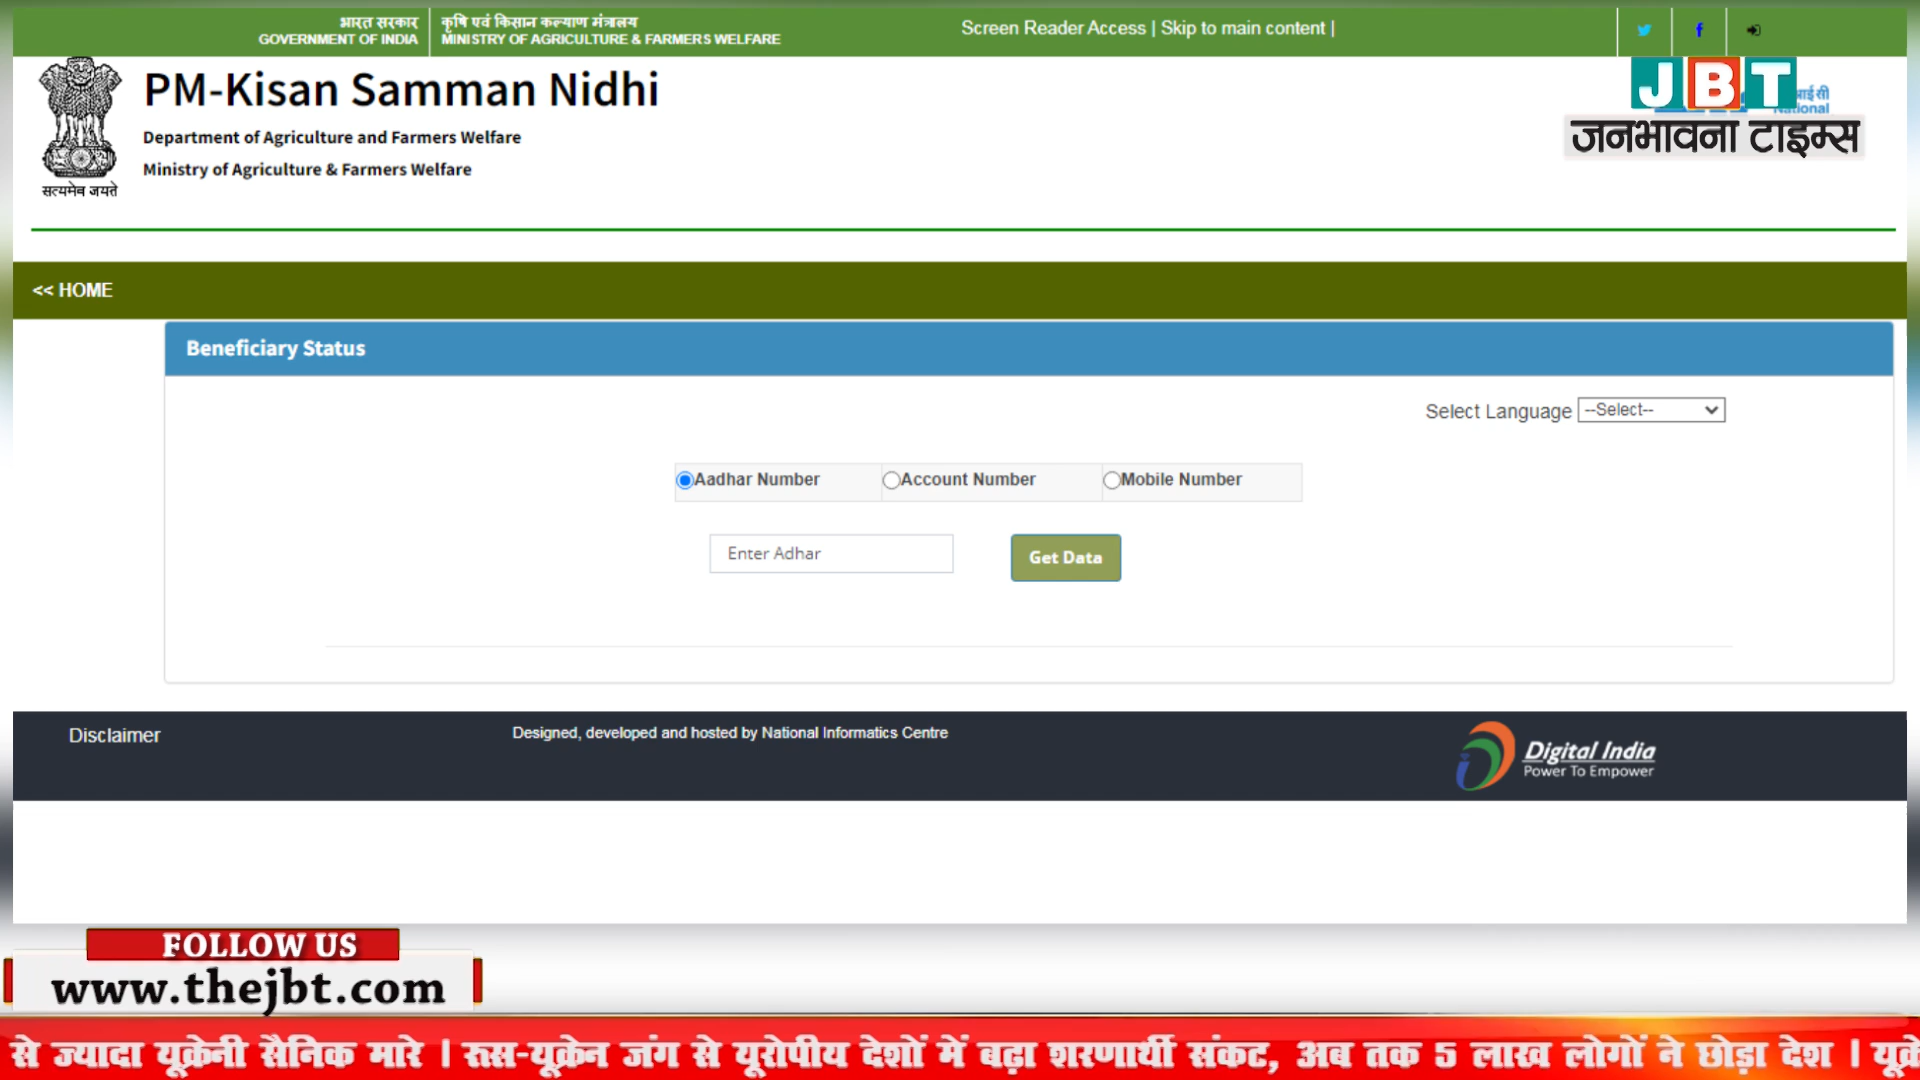 भारत सरकार
GOVERNMENT OF INDIA
कृषि एवं किसान कल्याण मंत्रालय
MINISTRY OF AGRICULTURE & FARMERS WELFARE
Screen Reader Access | Skip to main content |
PM-Kisan Samman Nidhi
Department of Agriculture and Farmers Welfare
Ministry of Agriculture & Farmers Welfare
सत्यमेव जयते
JBT
जनभावना टाइम्स
National
<< HOME
Beneficiary Status
Select Language --Select--
Aadhar Number Account Number Mobile Number
Enter Adhar Get Data
Disclaimer
Designed, developed and hosted by National Informatics Centre
Digital India
Power To Empower
FOLLOW US
www.thejbt.com
से ज्यादा यूक्रेनी सैनिक मारे । रूस-यूक्रेन जंग से यूरोपीय देशों में बढ़ा शरणार्थी संकट, अब तक 5 लाख लोगों ने छोड़ा देश ।